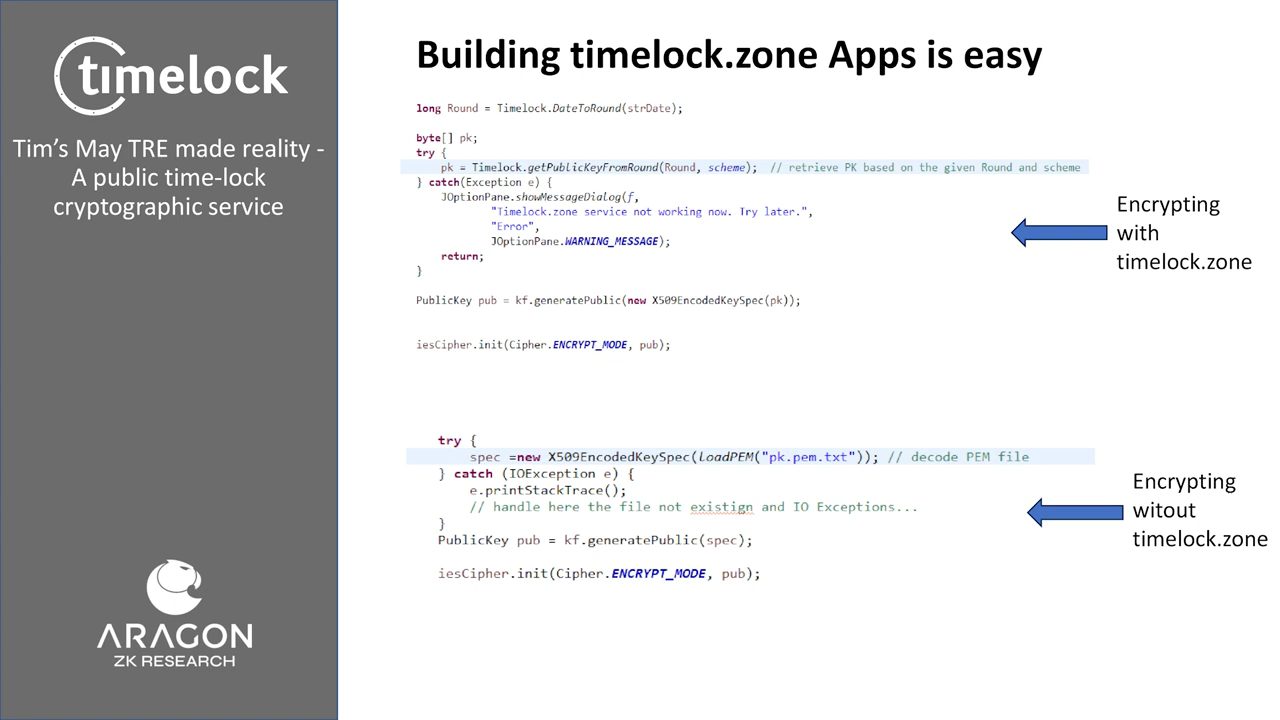 timelock
Tim's May TRE made reality -
A public time-lock
cryptographic service
ARAGON
ZK RESEARCH
Building timelock.zone Apps is easy
long Round = Timelock.DateToRound(strDate);
byte[] pk;
try {
pk = Timelock.getPublicKeyFromRound(Round, scheme); // retrieve PK based on the given Round and scheme
} catch(Exception e) {
JOptionPane.showMessageDialog(f,
"Timelock.zone service not working now. Try later.",
"Error",
JOptionPane.WARNING_MESSAGE);
return;
}
PublicKey pub = kf.generatePublic(new X509EncodedKeySpec(pk));
iesCipher.init(Cipher.ENCRYPT_MODE, pub);
Encrypting
with
timelock.zone
try {
spec =new X509EncodedKeySpec(loadPEM("pk.pem.txt")); // decode PEM file
} catch (IOException e) {
e.printStackTrace();
// handle here the file not existign and IO Exceptions...
}
PublicKey pub = kf.generatePublic(spec);
iesCipher.init(Cipher.ENCRYPT_MODE, pub);
Encrypting
witout
timelock.zone